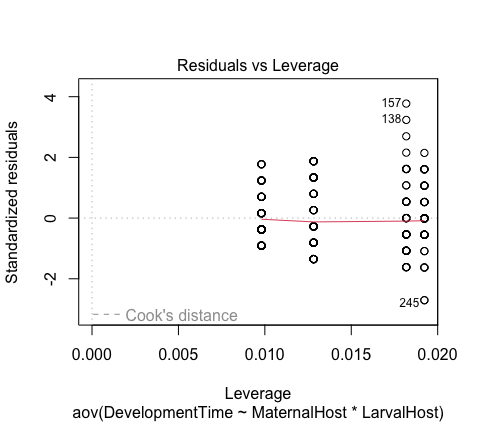 Residuals vs Leverage
4
2
0
-2
Standardized residuals
157
138
245
Cook's distance
0.000 0.005 0.010 0.015 0.020
Leverage
aov(DevelopmentTime ~ MaternalHost * LarvalHost)